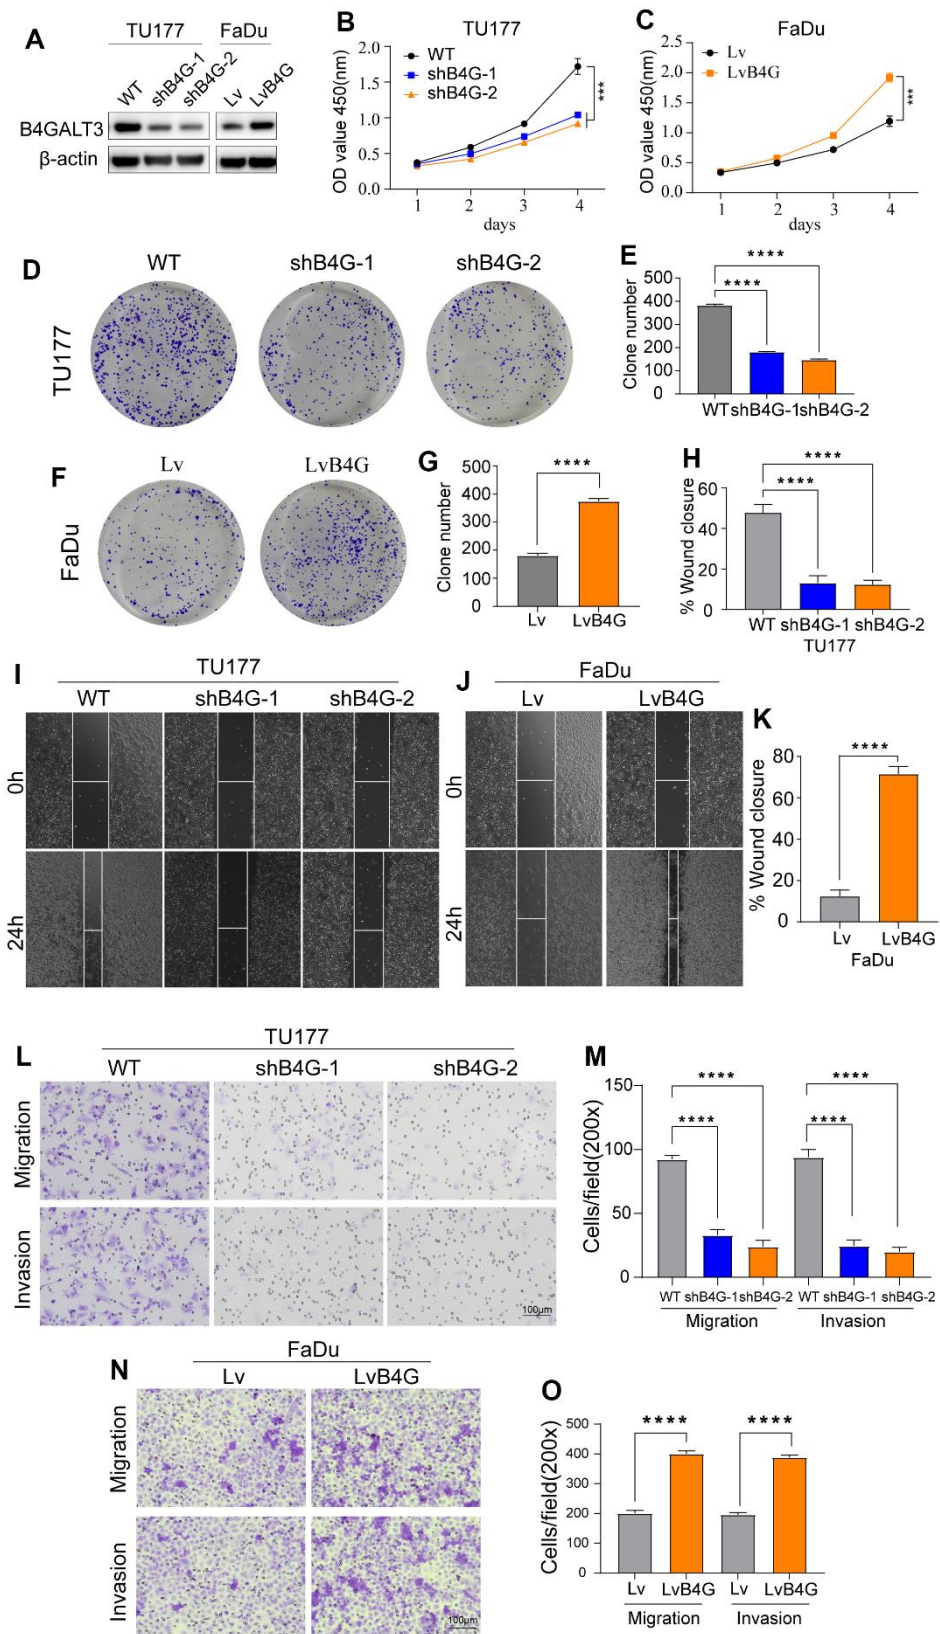 A
TU177 FaDu
WT shB4G-1 shB4G-2 Lv LvB4G
B4GALT3
β-actin
B
TU177
OD value 450(nm)
2.0
1.5
1.0
0.5
0.0
WT
shB4G-1
shB4G-2
***
1 2 3 4
days
C
FaDu
OD value 450(nm)
2.5
2.0
1.5
1.0
0.5
0.0
Lv
LvB4G
***
1 2 3 4
days
D
WT shB4G-1 shB4G-2
TU177
E
Clone number
500
400
300
200
100
0
****
****
WT shB4G-1 shB4G-2
F
Lv LvB4G
FaDu
G
Clone number
500
400
300
200
100
0
****
Lv LvB4G
H
% Wound closure
60
40
20
0
****
****
WT shB4G-1 shB4G-2
TU177
I
TU177
WT shB4G-1 shB4G-2
0h
24h
J
FaDu
Lv LvB4G
0h
24h
K
% Wound closure
80
60
40
20
0
****
Lv LvB4G
FaDu
L
TU177
WT shB4G-1 shB4G-2
Migration
Invasion
100μm
M
Cells/field(200x)
150
100
50
0
****
****
****
****
WT shB4G-1 shB4G-2 WT shB4G-1 shB4G-2
Migration Invasion
N
FaDu
Lv LvB4G
Migration
Invasion
100μm
O
Cells/field(200x)
500
400
300
200
100
0
**** ****
Lv LvB4G Lv LvB4G
Migration Invasion